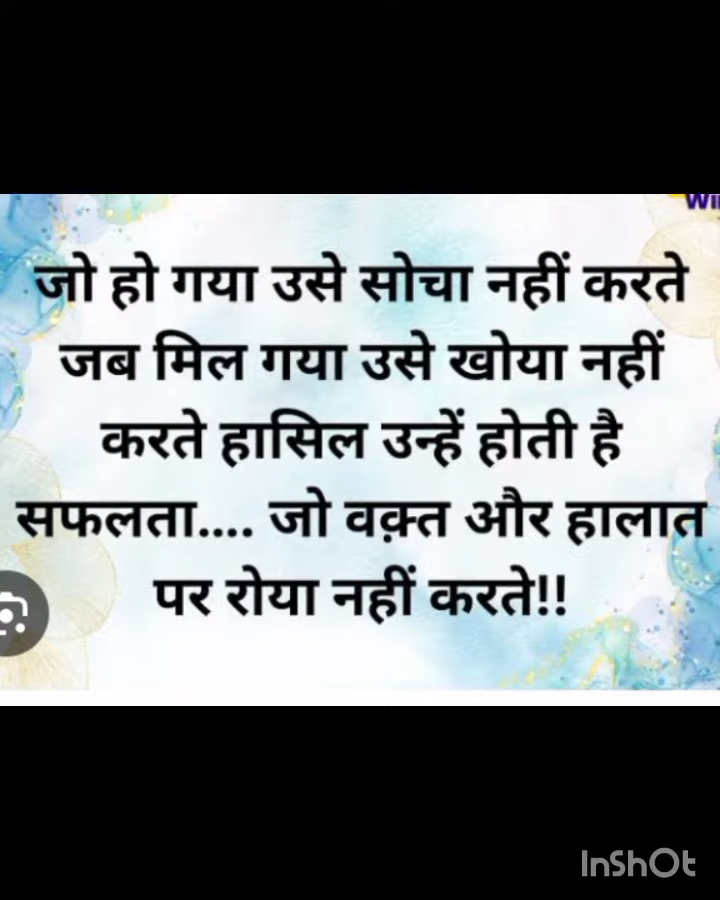 जो हो गया उसे सोचा नहीं करते
जब मिल गया उसे खोया नहीं
करते हासिल उन्हें होती है
सफलता.... जो वक़्त और हालात
पर रोया नहीं करते!!
InShOt